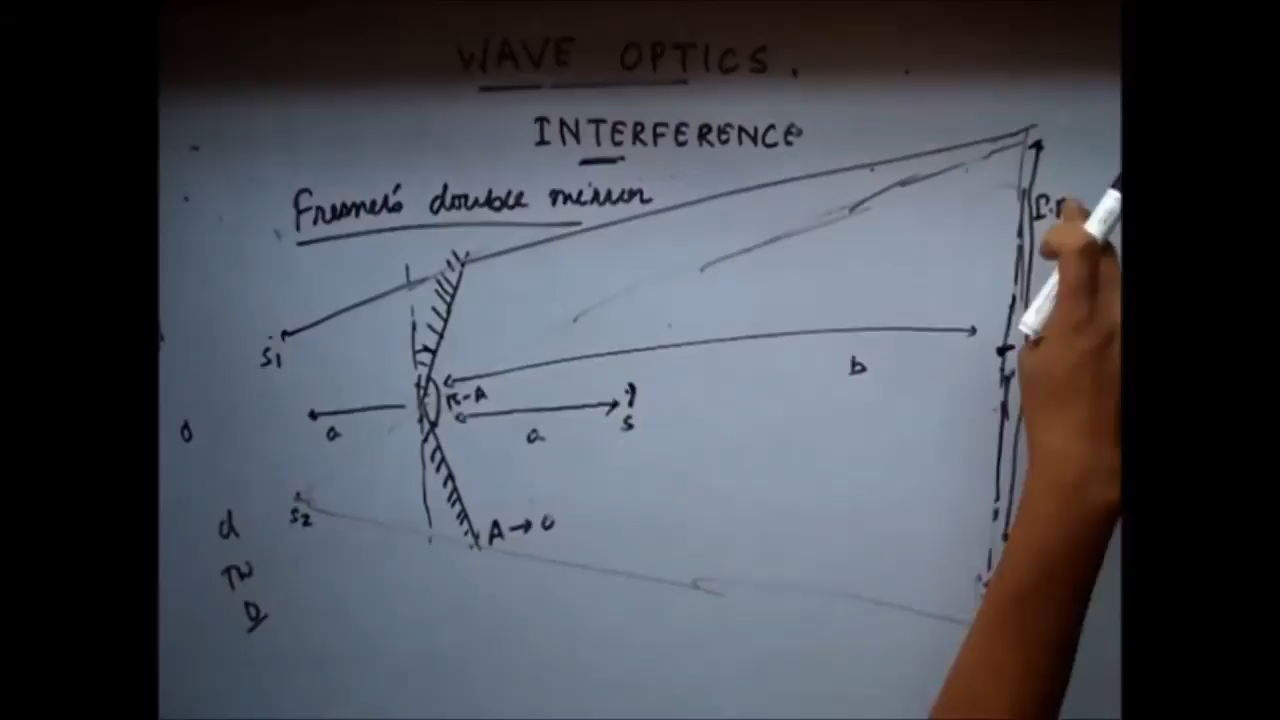 WAVE OPTICS.
INTERFERENCE
Fresnel's double mirror
I.P
S1
b
π-A
a
a
S
S2
A→0
d